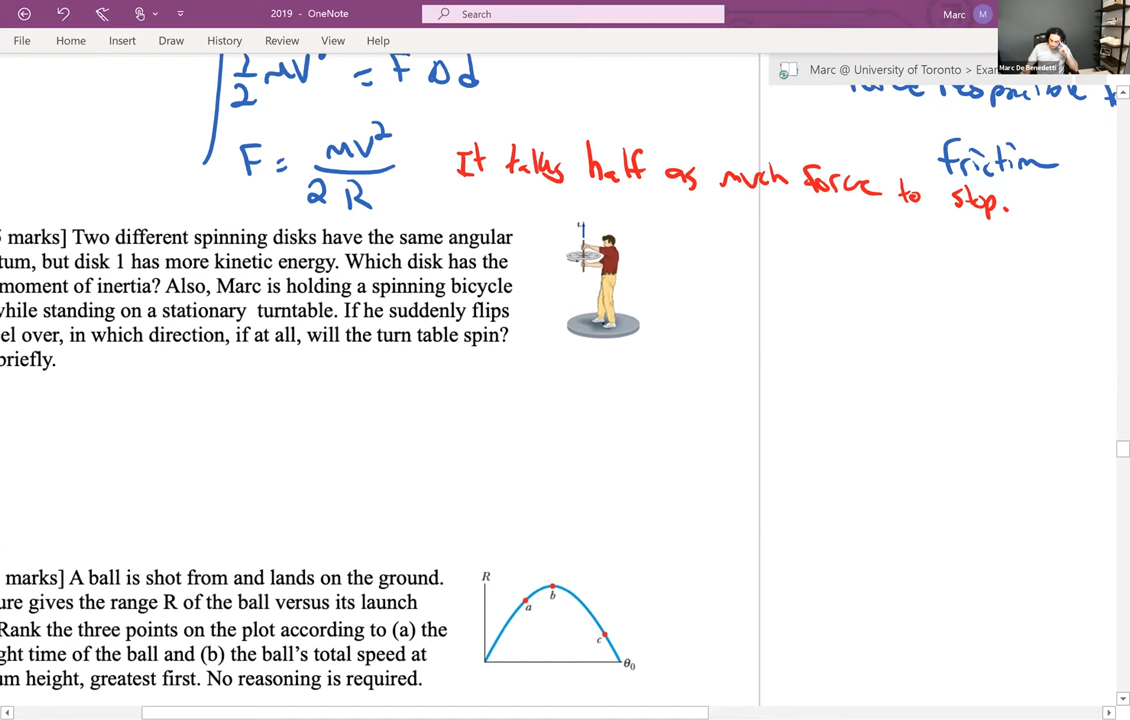 2019 - OneNote
Search
Marc
M
File Home Insert Draw History Review View Help
Marc De Benedetti
Marc @ University of Toronto > Exa
1/2 MV² = F Δd
force responsible
F = MV² / 2 R
It takes half as much force to stop.
friction
5 marks] Two different spinning disks have the same angular
tum, but disk 1 has more kinetic energy. Which disk has the
moment of inertia? Also, Marc is holding a spinning bicycle
while standing on a stationary turntable. If he suddenly flips
el over, in which direction, if at all, will the turn table spin?
briefly.
marks] A ball is shot from and lands on the ground.
ure gives the range R of the ball versus its launch
Rank the three points on the plot according to (a) the
ght time of the ball and (b) the ball's total speed at
um height, greatest first. No reasoning is required.
R
a
b
c
θ₀